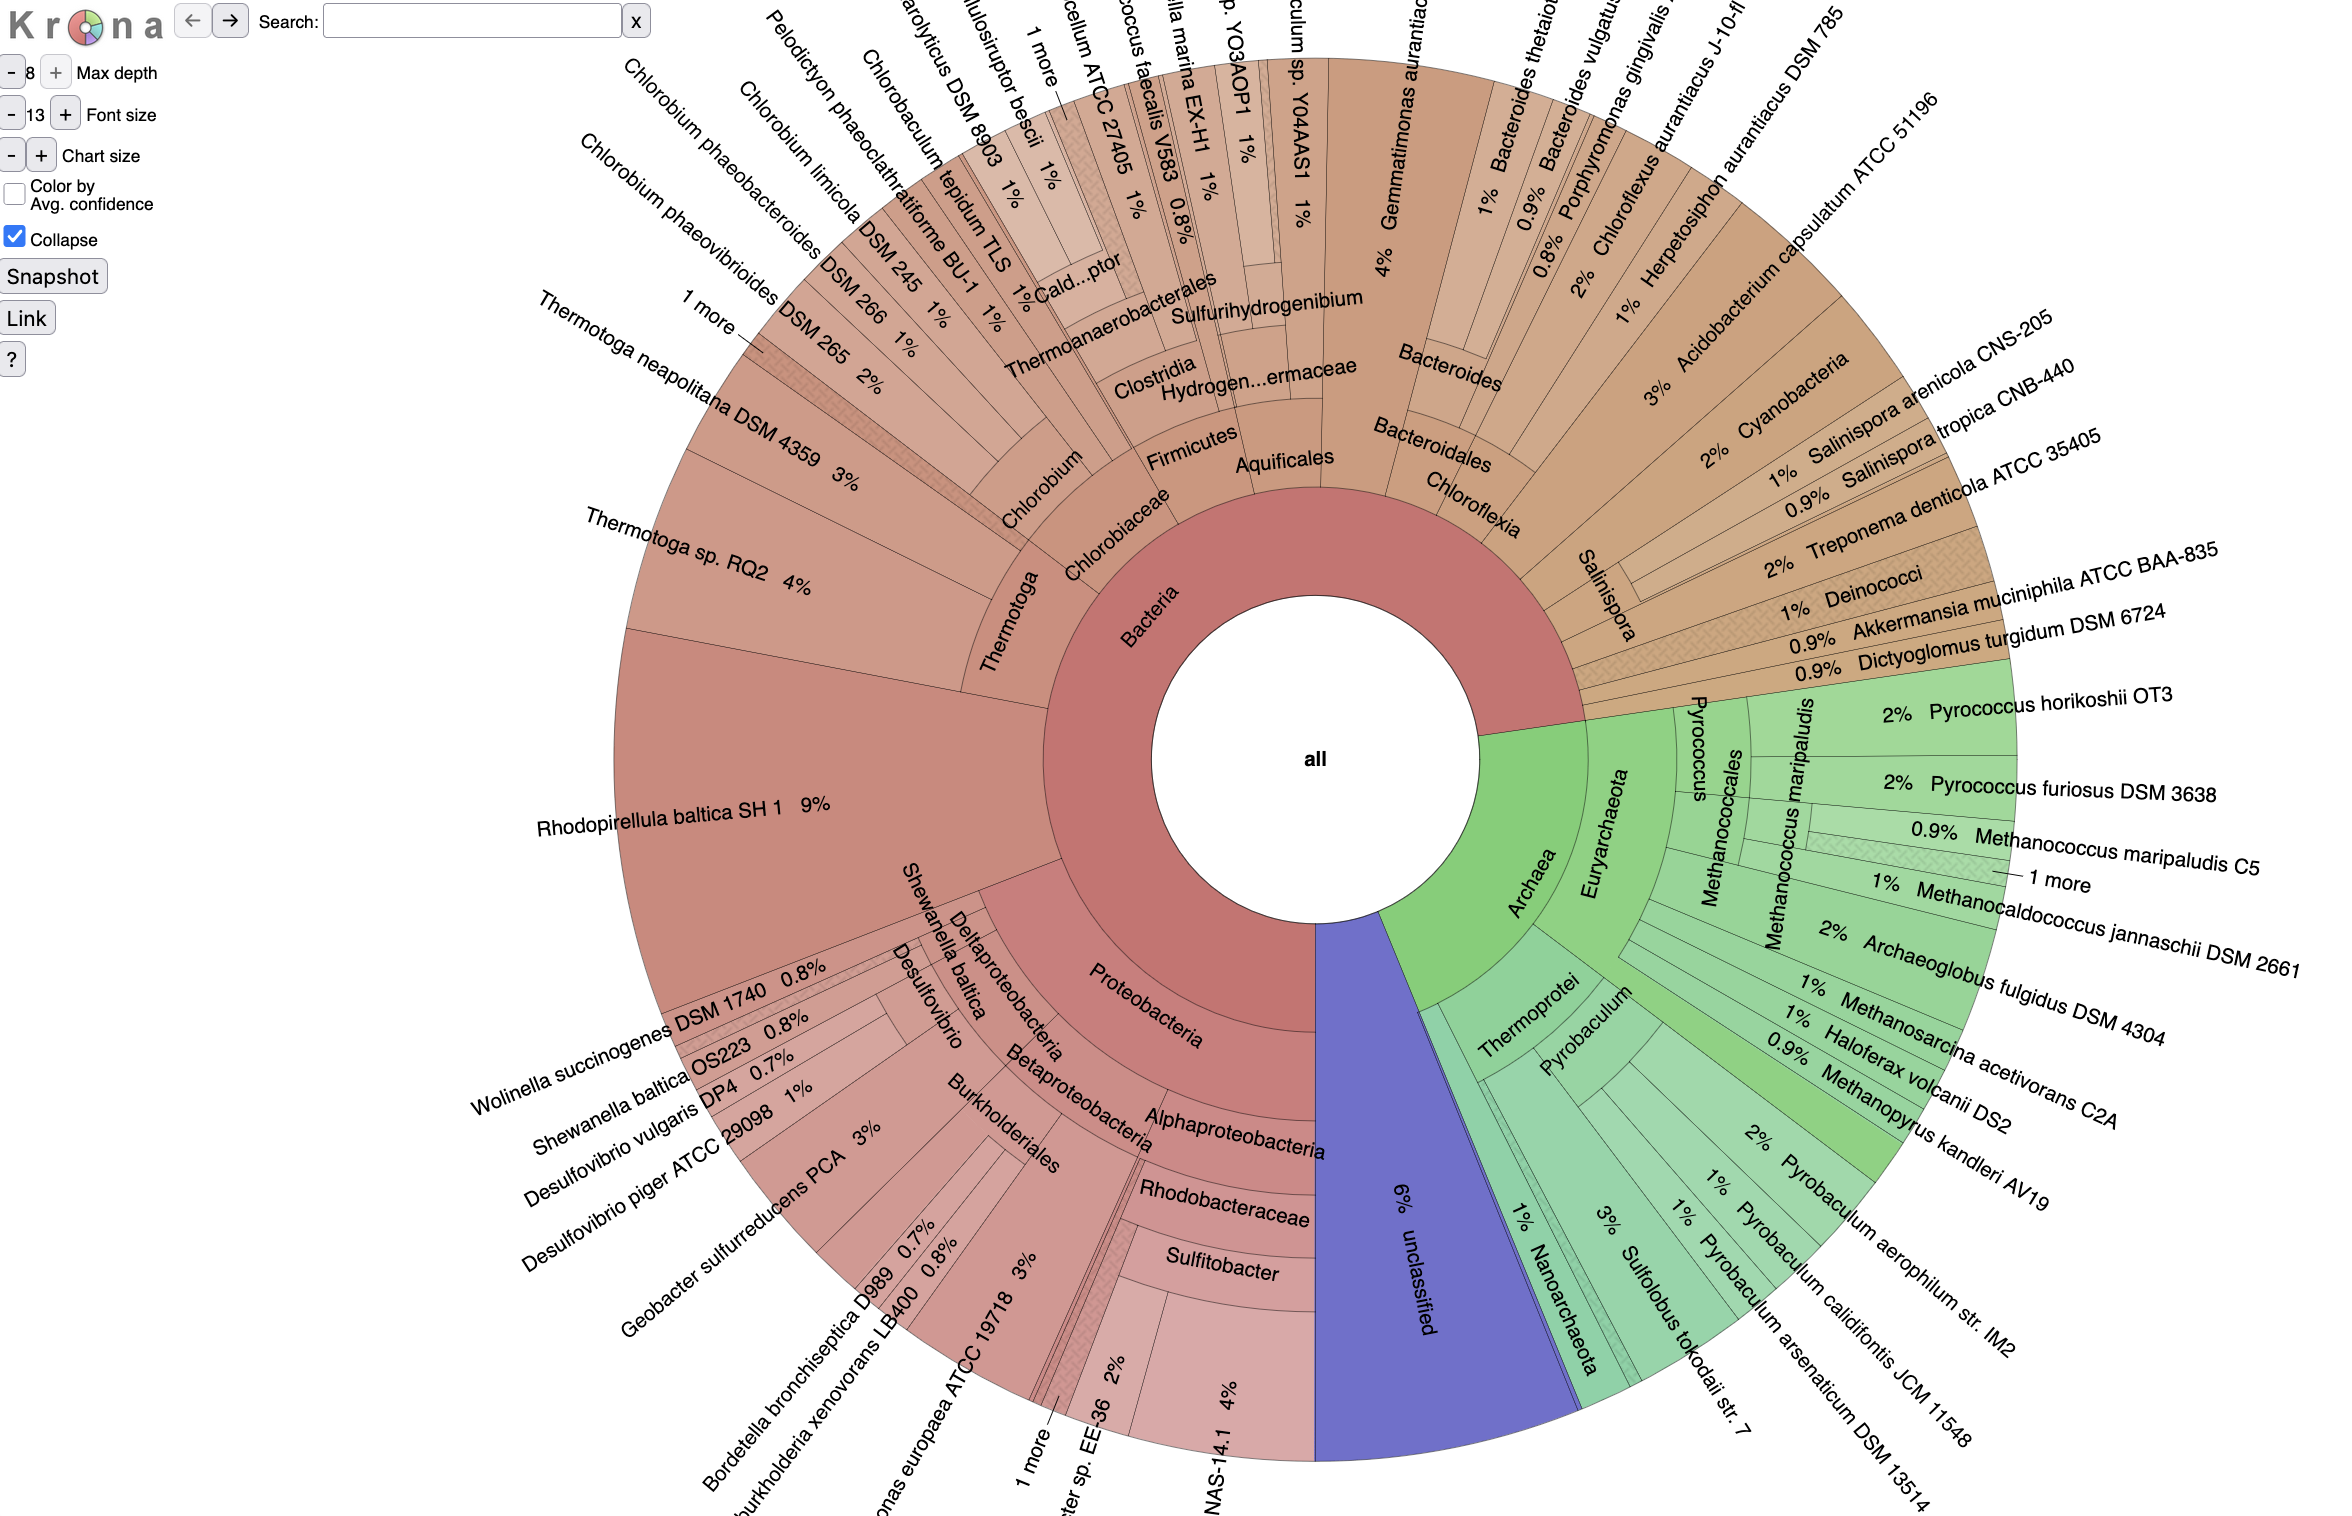 Krona
← → Search: x
- 8 + Max depth
- 13 + Font size
- + Chart size
Color by
Avg. confidence
Collapse
Snapshot
Link
?
all
Bacteria
Archaea
6% unclassified
Proteobacteria
Alphaproteobacteria
Rhodobacteraceae
Sulfitobacter
NAS-14.1 4%
sp. EE-36 2%
1 more
europaea ATCC 19718 3%
Betaproteobacteria
Burkholderiales
xenovorans LB400 0.8%
Bordetella bronchiseptica D989 0.7%
Deltaproteobacteria
Geobacter sulfurreducens PCA 3%
Desulfovibrio
Desulfovibrio piger ATCC 29098 1%
Desulfovibrio vulgaris DP4 0.7%
Shewanella baltica
Shewanella baltica OS223 0.8%
Wolinella succinogenes DSM 1740 0.8%
Rhodopirellula baltica SH 1 9%
Thermotoga
Thermotoga sp. RQ2 4%
Thermotoga neapolitana DSM 4359 3%
1 more
Chlorobiaceae
Chlorobium
Chlorobium phaeovibrioides DSM 265 2%
Chlorobium phaeobacteroides DSM 266 1%
Chlorobium limicola DSM 245 1%
Pelodictyon phaeoclathratiforme BU-1 1%
Chlorobaculum tepidum TLS 1%
Firmicutes
Clostridia
Thermoanaerobacterales
Cald...ptor
DSM 8903 1%
bescii 1%
1 more
ATCC 27405 1%
faecalis V583 0.8%
Aquificales
Hydrogen...ermaceae
Sulfurihydrogenibium
marina EX-H1 1%
YO3AOP1 1%
sp. Y04AAS1 1%
4% Gemmatimonas
Bacteroidales
Bacteroides
1% Bacteroides
0.9% Bacteroides
0.8% Porphyromonas gingivalis
Chloroflexia
2% Chloroflexus aurantiacus J-10-fl
1% Herpetosiphon aurantiacus DSM 785
3% Acidobacterium capsulatum ATCC 51196
2% Cyanobacteria
Salinispora
1% Salinispora arenicola CNS-205
0.9% Salinispora tropica CNB-440
2% Treponema denticola ATCC 35405
1% Deinococci
0.9% Akkermansia muciniphila ATCC BAA-835
0.9% Dictyoglomus turgidum DSM 6724
Euryarchaeota
Pyrococcus
2% Pyrococcus horikoshii OT3
2% Pyrococcus furiosus DSM 3638
Methanococcales
Methanococcus maripaludis
0.9% Methanococcus maripaludis C5
1 more
1% Methanocaldococcus jannaschii DSM 2661
2% Archaeoglobus fulgidus DSM 4304
1% Methanosarcina acetivorans C2A
1% Haloferax volcanii DS2
0.9% Methanopyrus kandleri AV19
Thermoprotei
Pyrobaculum
2% Pyrobaculum aerophilum str. IM2
1% Pyrobaculum calidifontis JCM 11548
1% Pyrobaculum arsenaticum DSM 13514
3% Sulfolobus tokodaii str. 7
1% Nanoarchaeota